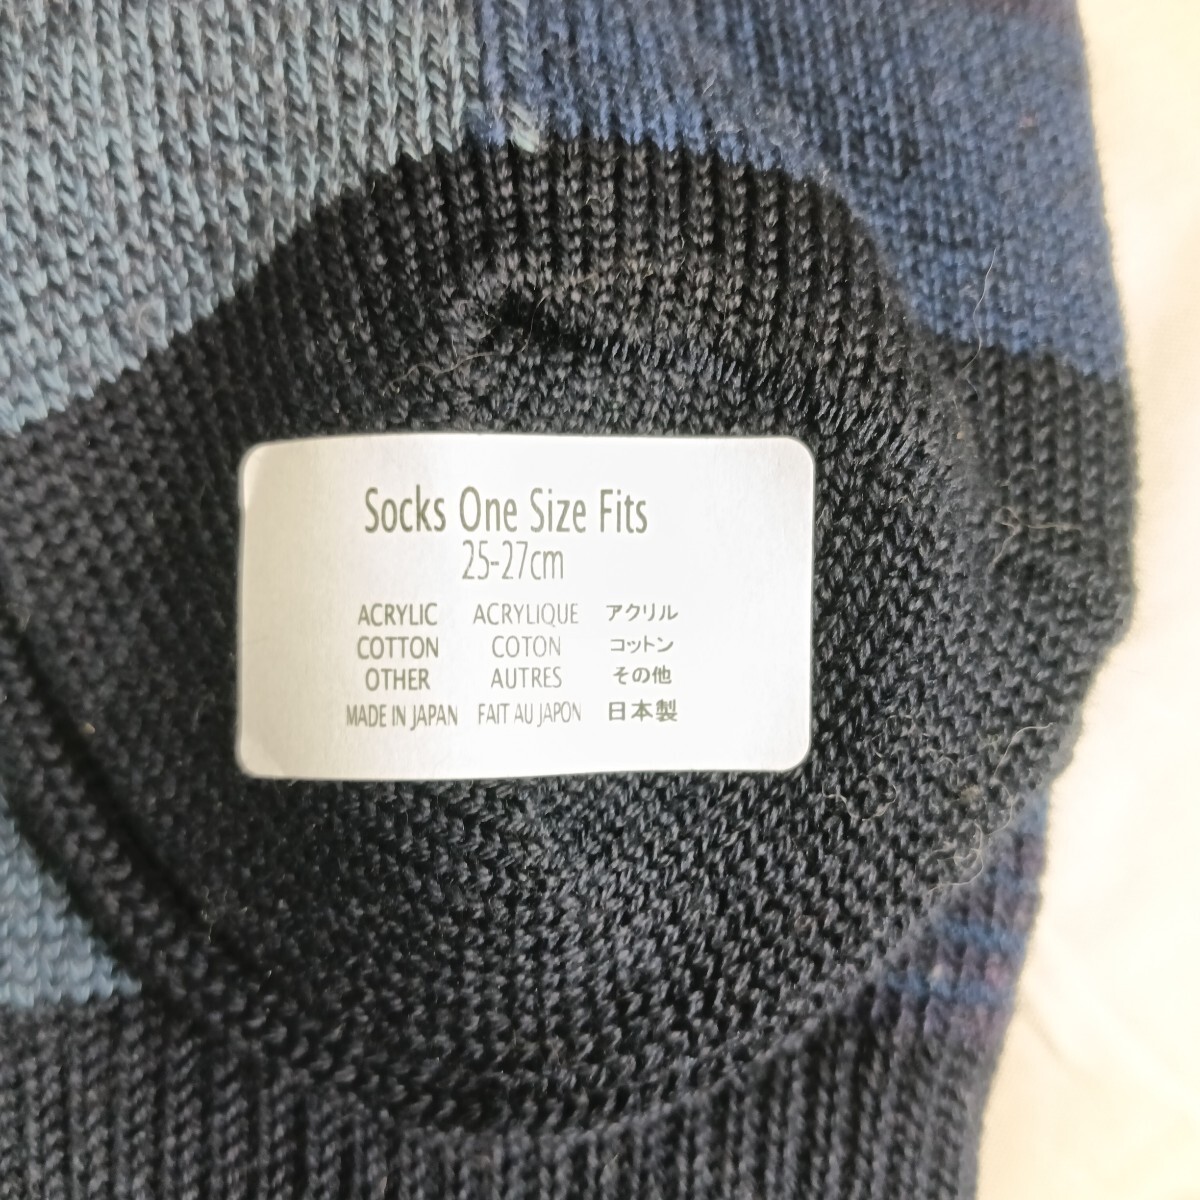 Socks One Size Fits
25-27cm
ACRYLIC ACRYLIQUE アクリル
COTTON COTON コットン
OTHER AUTRES その他
MADE IN JAPAN FAIT AU JAPON 日本製